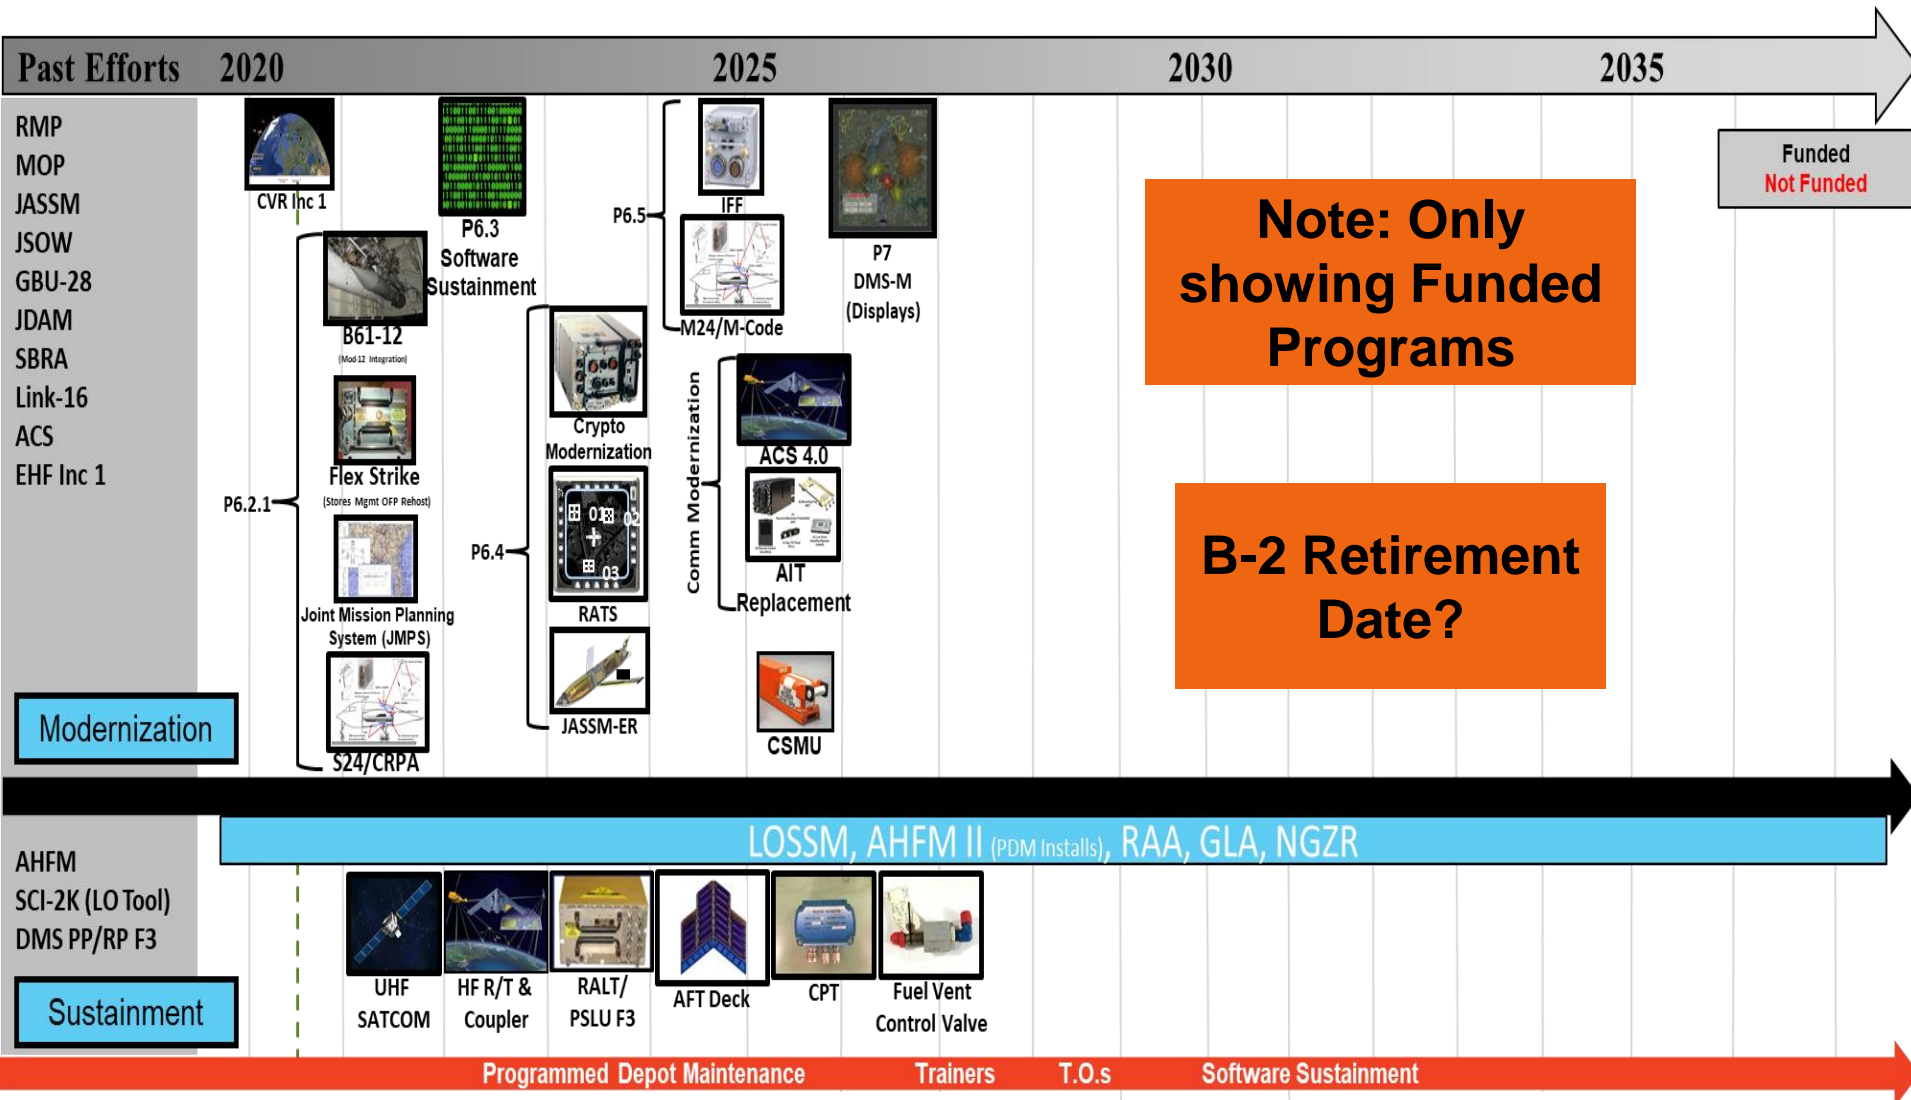 Past Efforts 2020 2025 2030 2035
RMP
MOP
JASSM
JSOW
GBU-28
JDAM
SBRA
Link-16
ACS
EHF Inc 1
Modernization
CVR Inc 1
P6.2.1
B61-12
(Mod-12 Integration)
Flex Strike
(Stores Mgmt OFP Rehost)
Joint Mission Planning
System (JMPS)
S24/CRPA
P6.3
Software
Sustainment
P6.4
Crypto
Modernization
01
02
03
RATS
JASSM-ER
P6.5
IFF
M24/M-Code
Comm Modernization
ACS 4.0
AIT
Replacement
CSMU
P7
DMS-M
(Displays)
Note: Only
showing Funded
Programs
B-2 Retirement
Date?
Funded
Not Funded
LOSSM, AHFM II (PDM Installs), RAA, GLA, NGZR
AHFM
SCI-2K (LO Tool)
DMS PP/RP F3
Sustainment
UHF
SATCOM
HF R/T &
Coupler
RALT/
PSLU F3
AFT Deck
CPT
Fuel Vent
Control Valve
Programmed Depot Maintenance Trainers T.O.s Software Sustainment